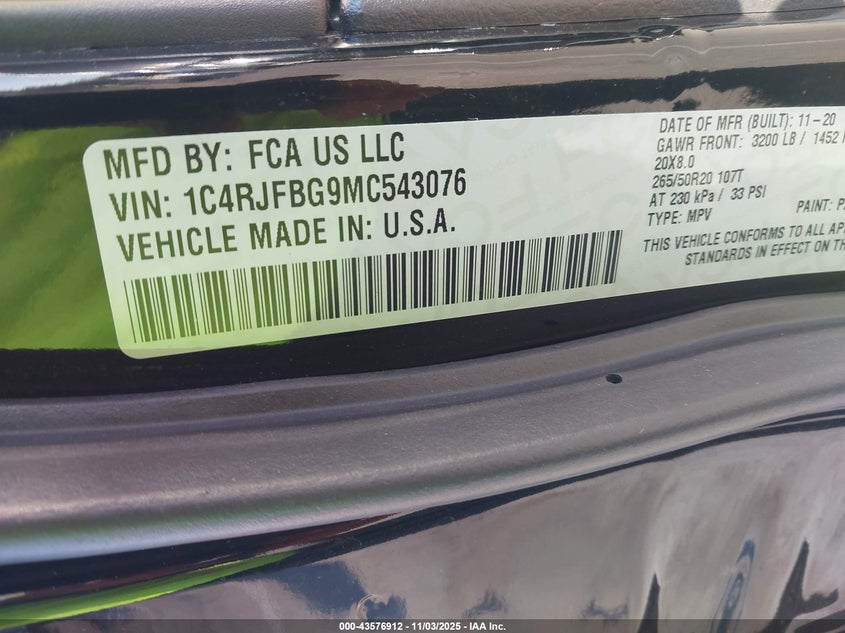 MFD BY: FCA US LLC
VIN: 1C4RJFBG9MC543076
VEHICLE MADE IN: U.S.A.
DATE OF MFR (BUILT): 11-20
GAWR FRONT: 3200 LB / 1452
20X8.0
265/50R20 107T
AT 230 kPa / 33 PSI
TYPE: MPV
PAINT: P
THIS VEHICLE CONFORMS TO ALL AP
STANDARDS IN EFFECT ON TH
000-43576912 - 11/03/2025 - IAA Inc.